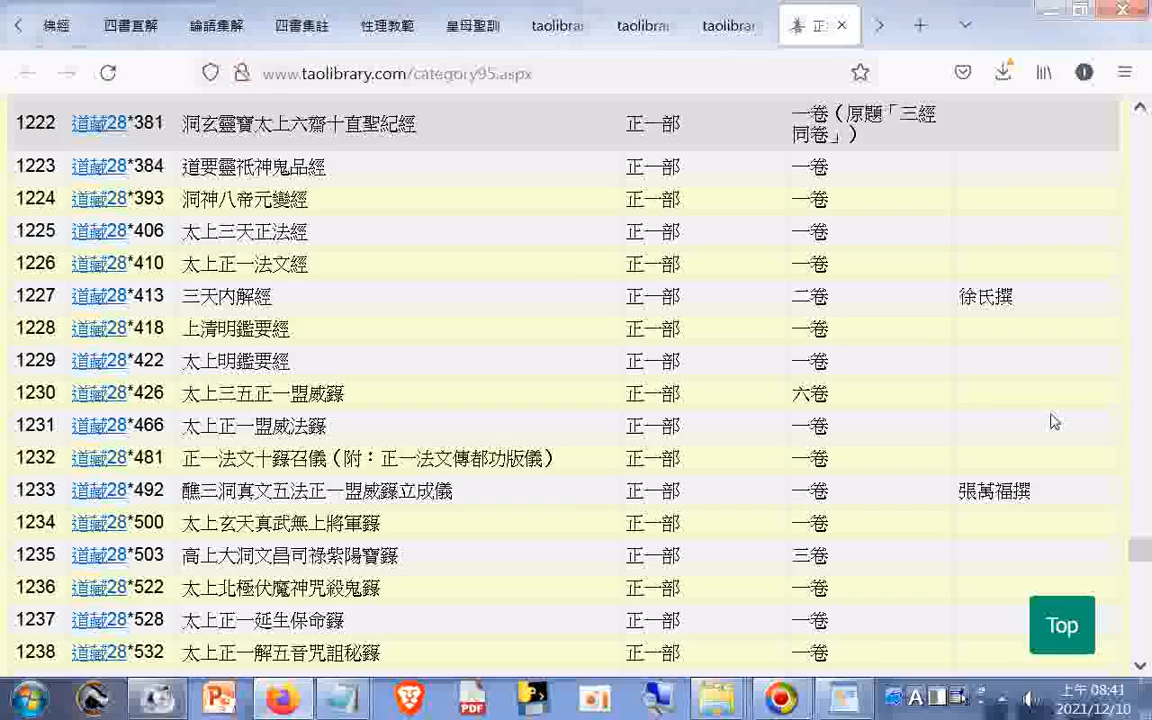 佛經 四書直解 論語集解 四書集註 性理教範 皇母聖訓 taolibrar taolibrar taolibrar 正
www.taolibrary.com/category95.aspx
1222 道藏28*381 洞玄靈寶太上六齋十直聖紀經 正一部 一卷（原題「三經
同卷」）
1223 道藏28*384 道要靈祇神鬼品經 正一部 一卷
1224 道藏28*393 洞神八帝元變經 正一部 一卷
1225 道藏28*406 太上三天正法經 正一部 一卷
1226 道藏28*410 太上正一法文經 正一部 一卷
1227 道藏28*413 三天內解經 正一部 二卷 徐氏撰
1228 道藏28*418 上清明鑑要經 正一部 一卷
1229 道藏28*422 太上明鑑要經 正一部 一卷
1230 道藏28*426 太上三五正一盟威籙 正一部 六卷
1231 道藏28*466 太上正一盟威法籙 正一部 一卷
1232 道藏28*481 正一法文十籙召儀（附：正一法文傳都功版儀） 正一部 一卷
1233 道藏28*492 醮三洞真文五法正一盟威籙立成儀 正一部 一卷 張萬福撰
1234 道藏28*500 太上玄天真武無上將軍籙 正一部 一卷
1235 道藏28*503 高上大洞文昌司祿紫陽寶籙 正一部 三卷
1236 道藏28*522 太上北極伏魔神咒殺鬼籙 正一部 一卷
1237 道藏28*528 太上正一延生保命籙 正一部 一卷
1238 道藏28*532 太上正一解五音咒詛秘籙 正一部 一卷
Top
PDF
A
上午 08:41
2021/12/10